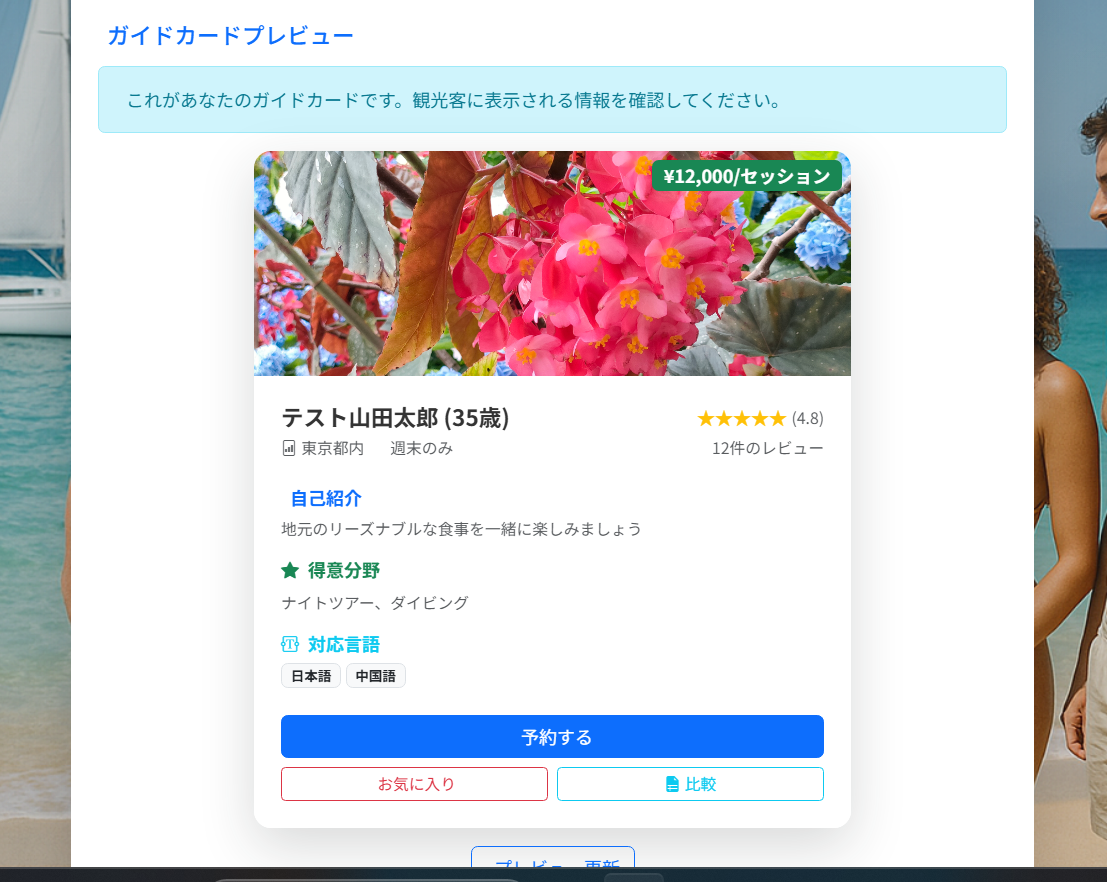 ガイドカードプレビュー
これがあなたのガイドカードです。観光客に表示される情報を確認してください。
¥12,000/セッション
テスト山田太郎 (35歳)
★★★★★ (4.8)
東京都内 週末のみ
12件のレビュー
自己紹介
地元のリーズナブルな食事を一緒に楽しみましょう
得意分野
ナイトツアー、ダイビング
対応言語
日本語 中国語
予約する
お気に入り
比較
プレビュー更新